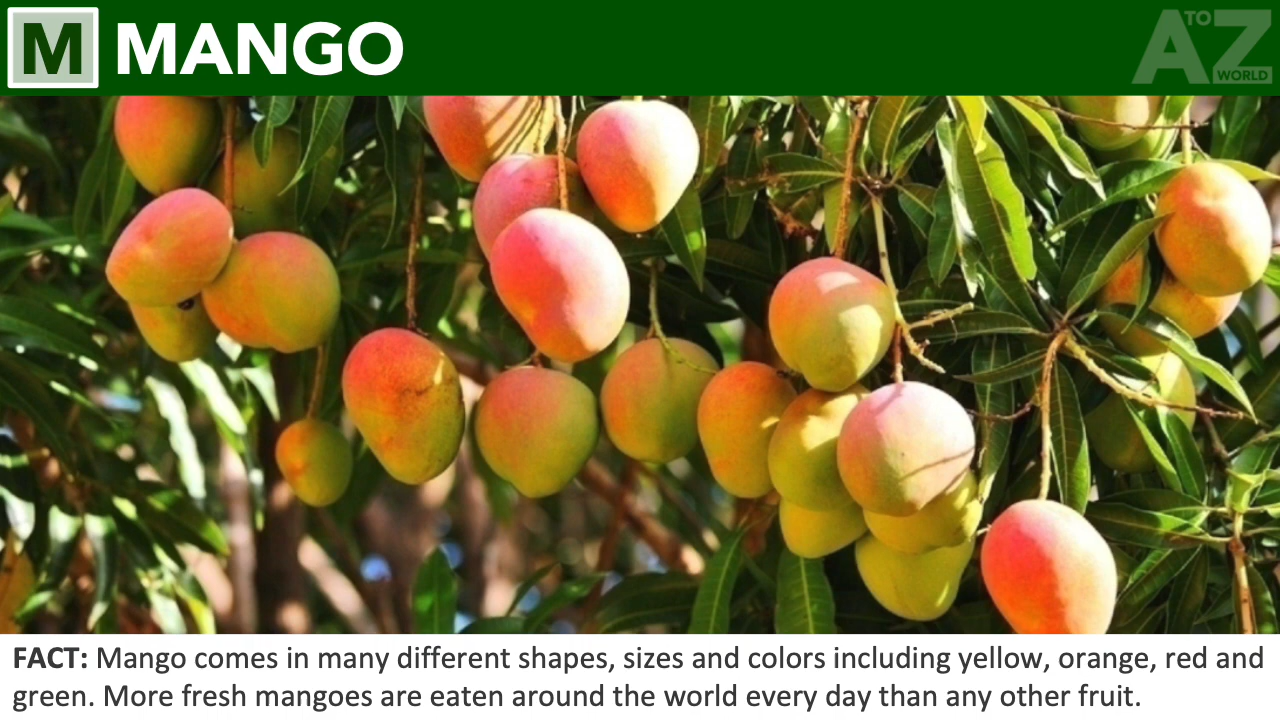 M MANGO
A TO Z
WORLD
FACT: Mango comes in many different shapes, sizes and colors including yellow, orange, red and
green. More fresh mangoes are eaten around the world every day than any other fruit.